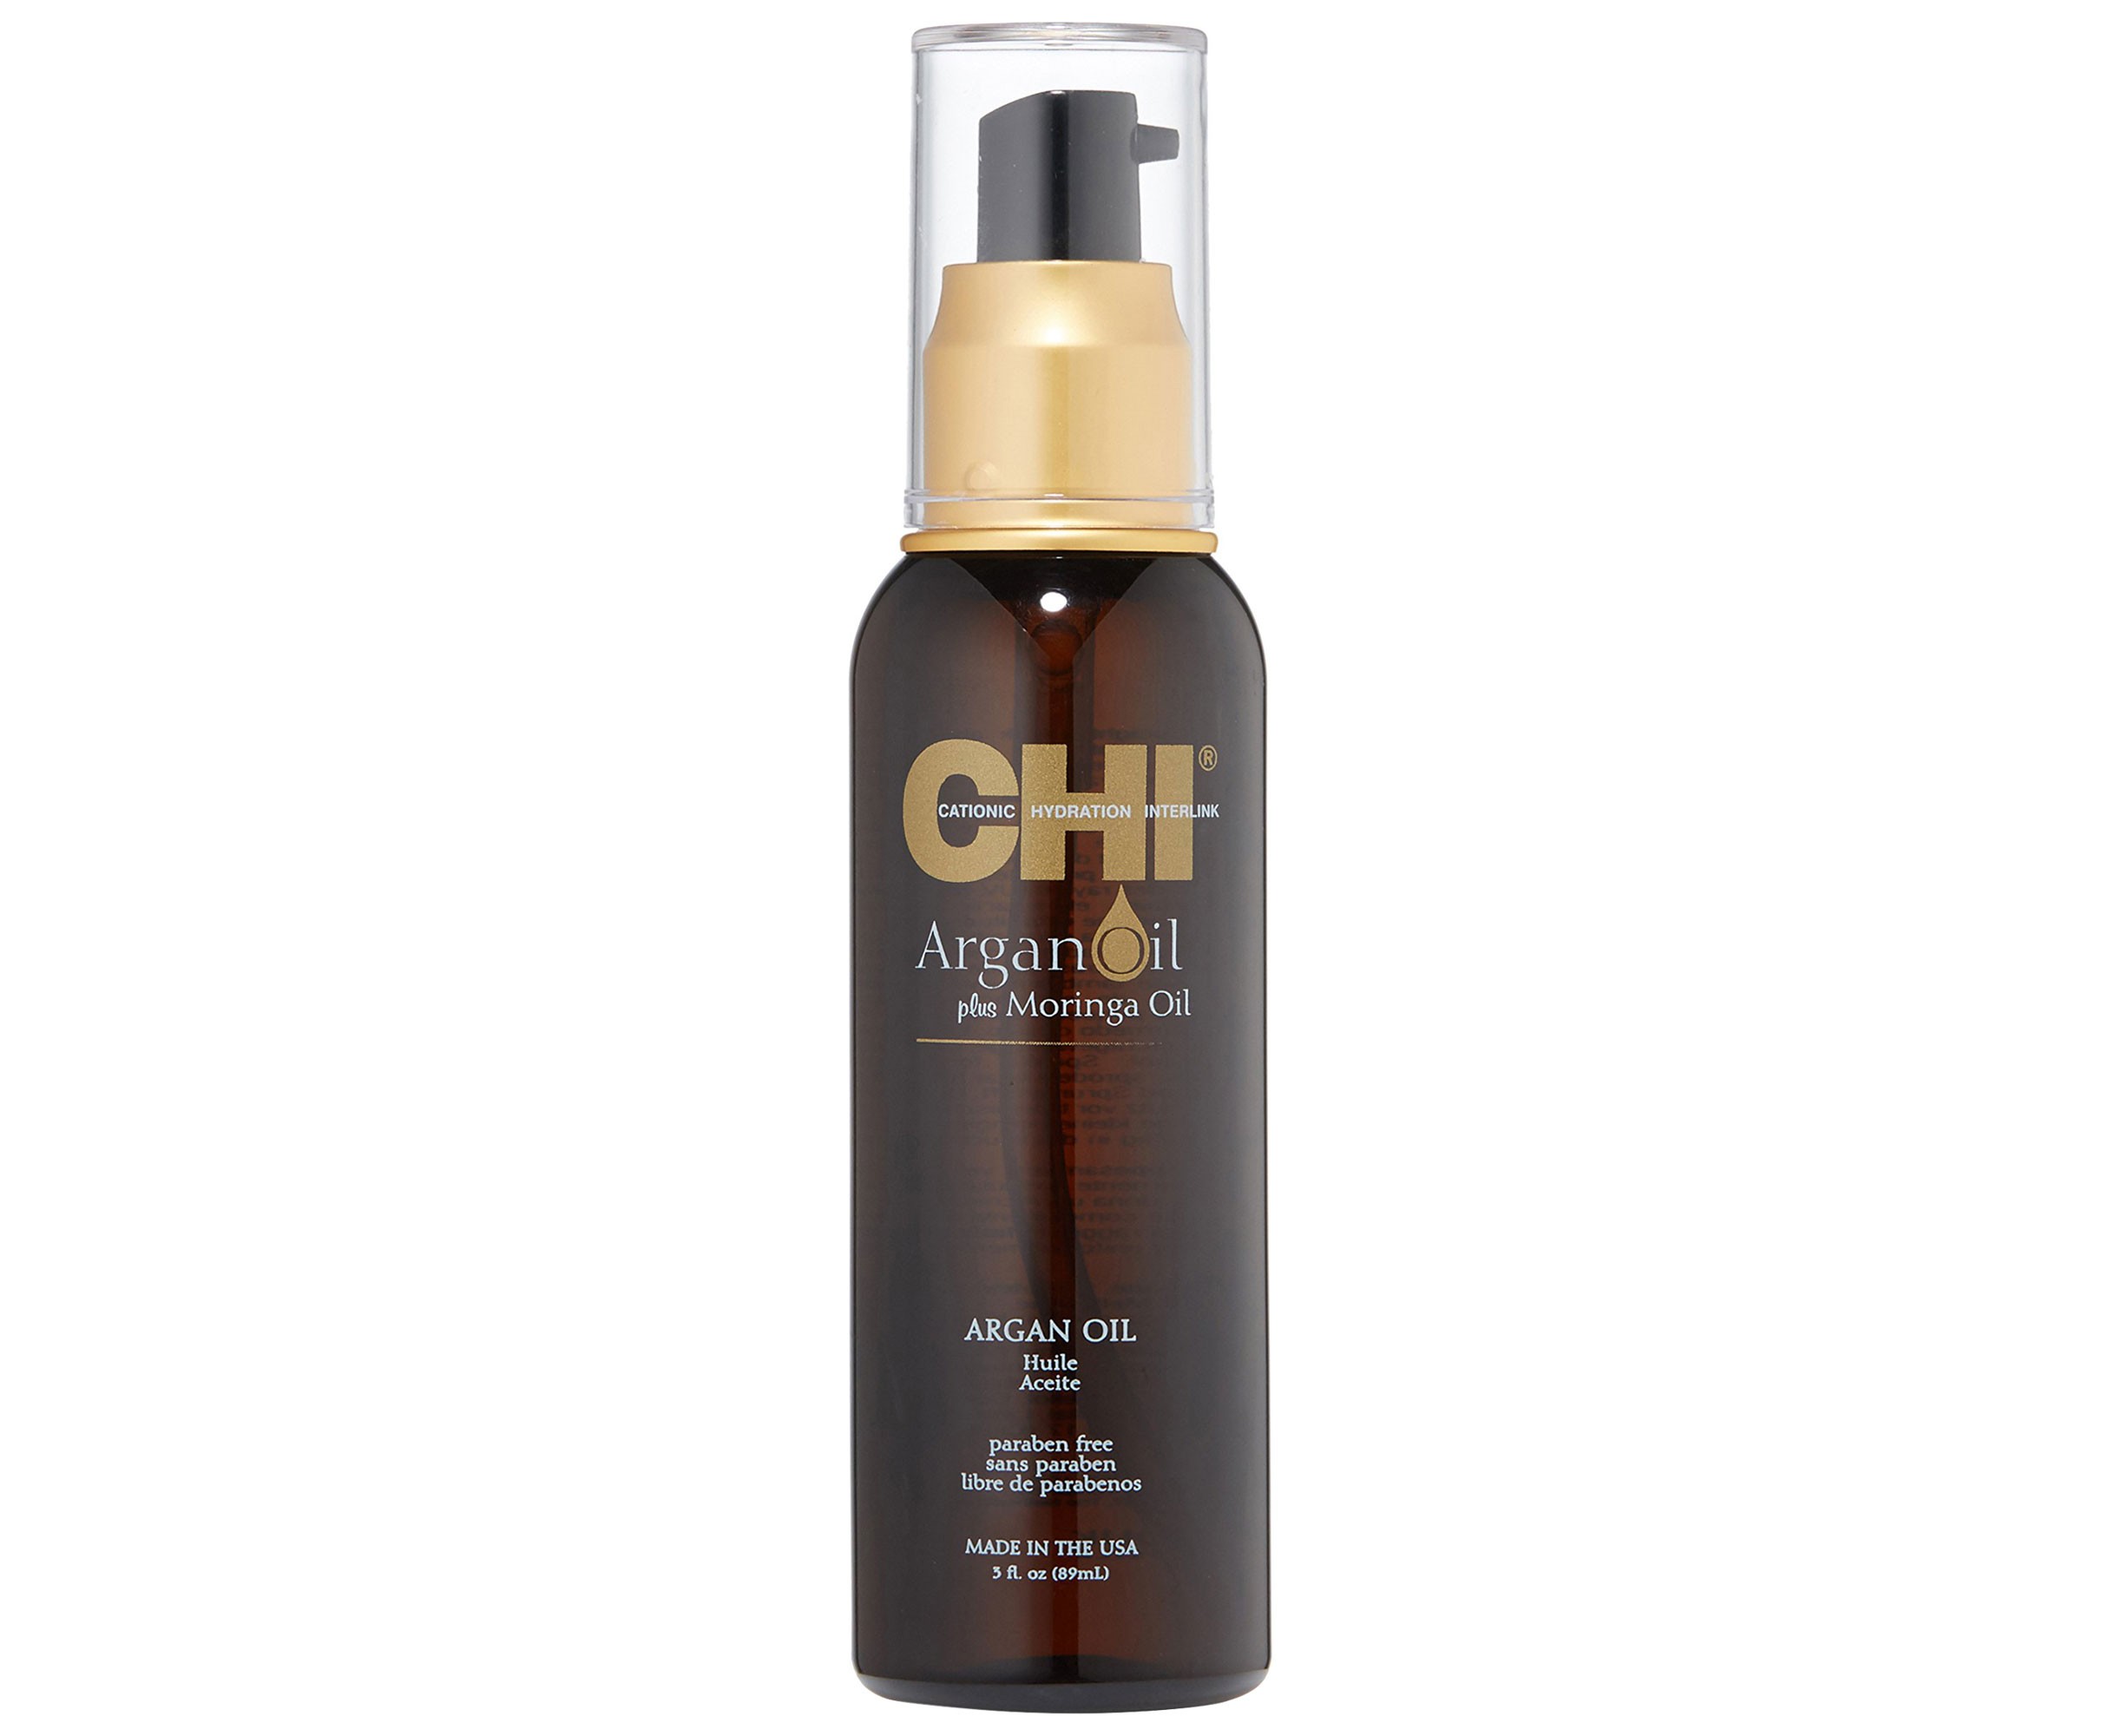 CHI®
CATIONIC HYDRATION INTERLINK
Argan Oil
plus Moringa Oil
ARGAN OIL
Huile
Aceite
paraben free
sans paraben
libre de parabenos
MADE IN THE USA
3 fl. oz (89mL)